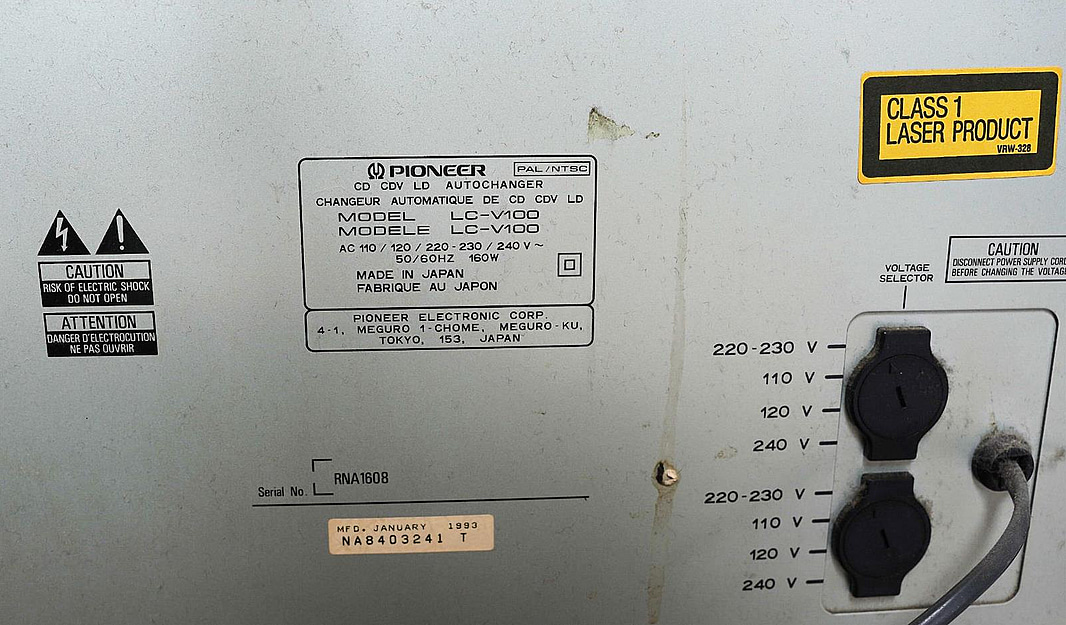 PIONEER PAL/NTSC
CD CDV LD AUTOCHANGER
CHANGEUR AUTOMATIQUE DE CD CDV LD
MODEL LC-V100
MODELE LC-V100
AC 110 / 120 / 220-230 / 240 V ~
50/60HZ 160W
MADE IN JAPAN
FABRIQUE AU JAPON
PIONEER ELECTRONIC CORP.
4-1, MEGURO 1-CHOME, MEGURO-KU,
TOKYO, 153, JAPAN
CAUTION
RISK OF ELECTRIC SHOCK
DO NOT OPEN
ATTENTION
DANGER D'ELECTROCUTION
NE PAS OUVRIR
Serial No. RNA1608
MFD. JANUARY 1993
NA8403241 T
CLASS 1
LASER PRODUCT
VRW-328
CAUTION
DISCONNECT POWER SUPPLY CORD
BEFORE CHANGING THE VOLTAGE
VOLTAGE
SELECTOR
220-230 V
110 V
120 V
240 V
220-230 V
110 V
120 V
240 V